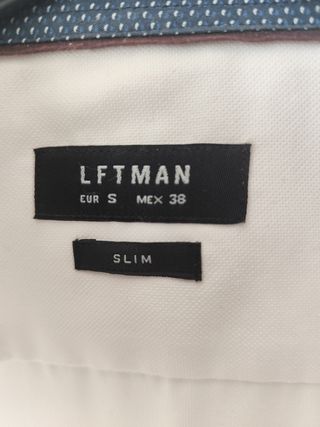 LFTMAN
EUR S MEX 38
SLIM